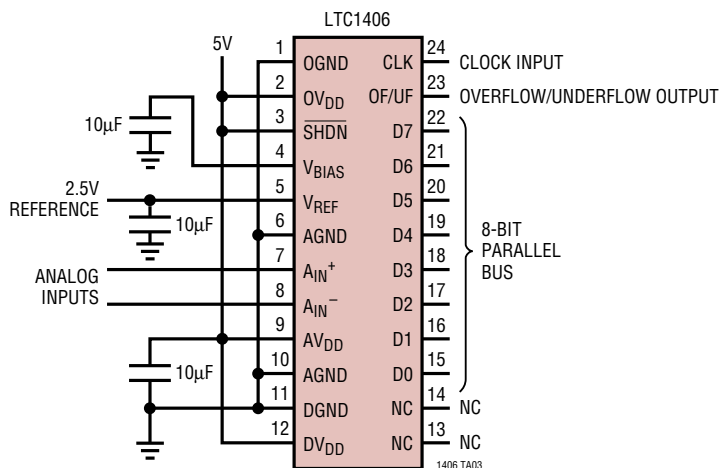 LTC1406
5V
1 OGND CLK 24 CLOCK INPUT
2 OVDD OF/UF 23 OVERFLOW/UNDERFLOW OUTPUT
10µF 3 SHDN D7 22
4 VBIAS D6 21
2.5V
REFERENCE
5 VREF D5 20
10µF
6 AGND D4 19
8-BIT
PARALLEL
BUS
ANALOG
INPUTS
7 AIN+ D3 18
8 AIN− D2 17
9 AVDD D1 16
10µF
10 AGND D0 15
11 DGND NC 14 NC
12 DVDD NC 13 NC
1406 TA03